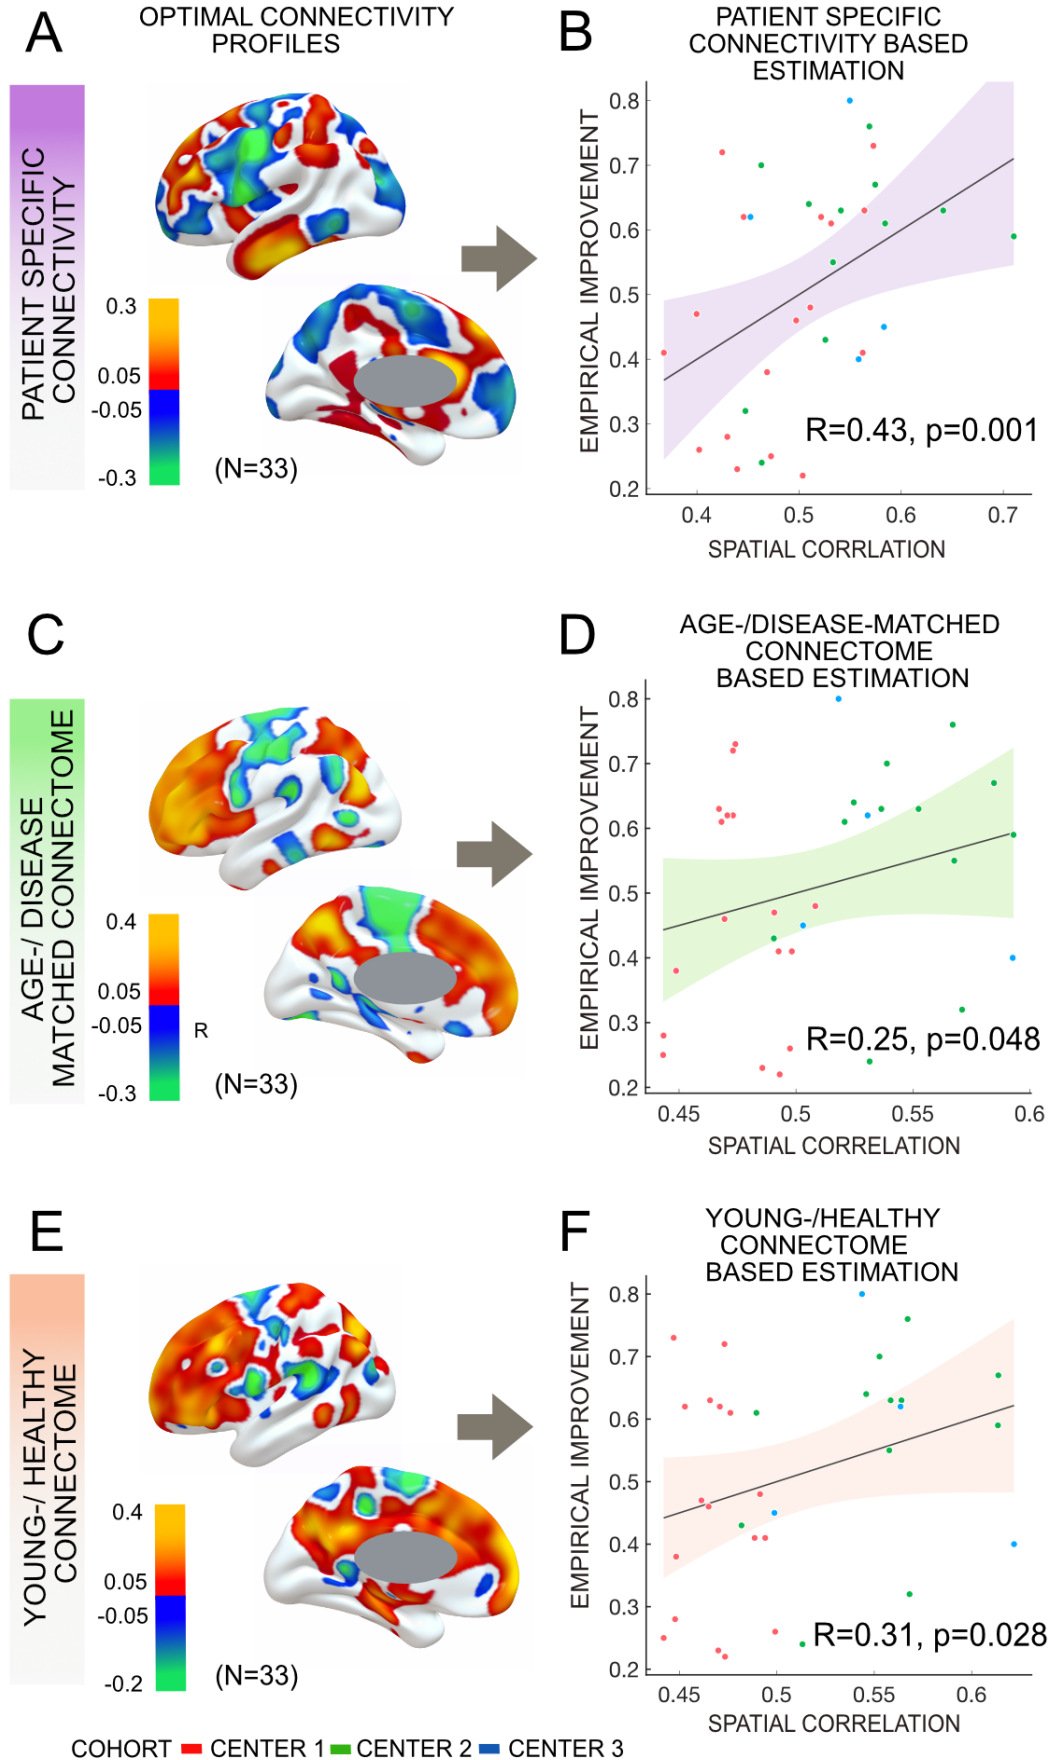 A
OPTIMAL CONNECTIVITY
PROFILES
B
PATIENT SPECIFIC
CONNECTIVITY BASED
ESTIMATION
PATIENT SPECIFIC
CONNECTIVITY
0.3
0.05
-0.05
-0.3
(N=33)
EMPIRICAL IMPROVEMENT
0.8
0.7
0.6
0.5
0.4
0.3
0.2
R=0.43, p=0.001
0.4 0.5 0.6 0.7
SPATIAL CORRLATION
C
D
AGE-/DISEASE-MATCHED
CONNECTOME
BASED ESTIMATION
AGE-/ DISEASE
MATCHED CONNECTOME
0.4
0.05
-0.05
R
-0.3
(N=33)
EMPIRICAL IMPROVEMENT
0.8
0.7
0.6
0.5
0.4
0.3
0.2
R=0.25, p=0.048
0.45 0.5 0.55 0.6
SPATIAL CORRELATION
E
F
YOUNG-/HEALTHY
CONNECTOME
BASED ESTIMATION
YOUNG-/ HEALTHY
CONNECTOME
0.4
0.05
-0.05
-0.2
(N=33)
EMPIRICAL IMPROVEMENT
0.8
0.7
0.6
0.5
0.4
0.3
0.2
R=0.31, p=0.028
0.45 0.5 0.55 0.6
SPATIAL CORRELATION
COHORT CENTER 1 CENTER 2 CENTER 3